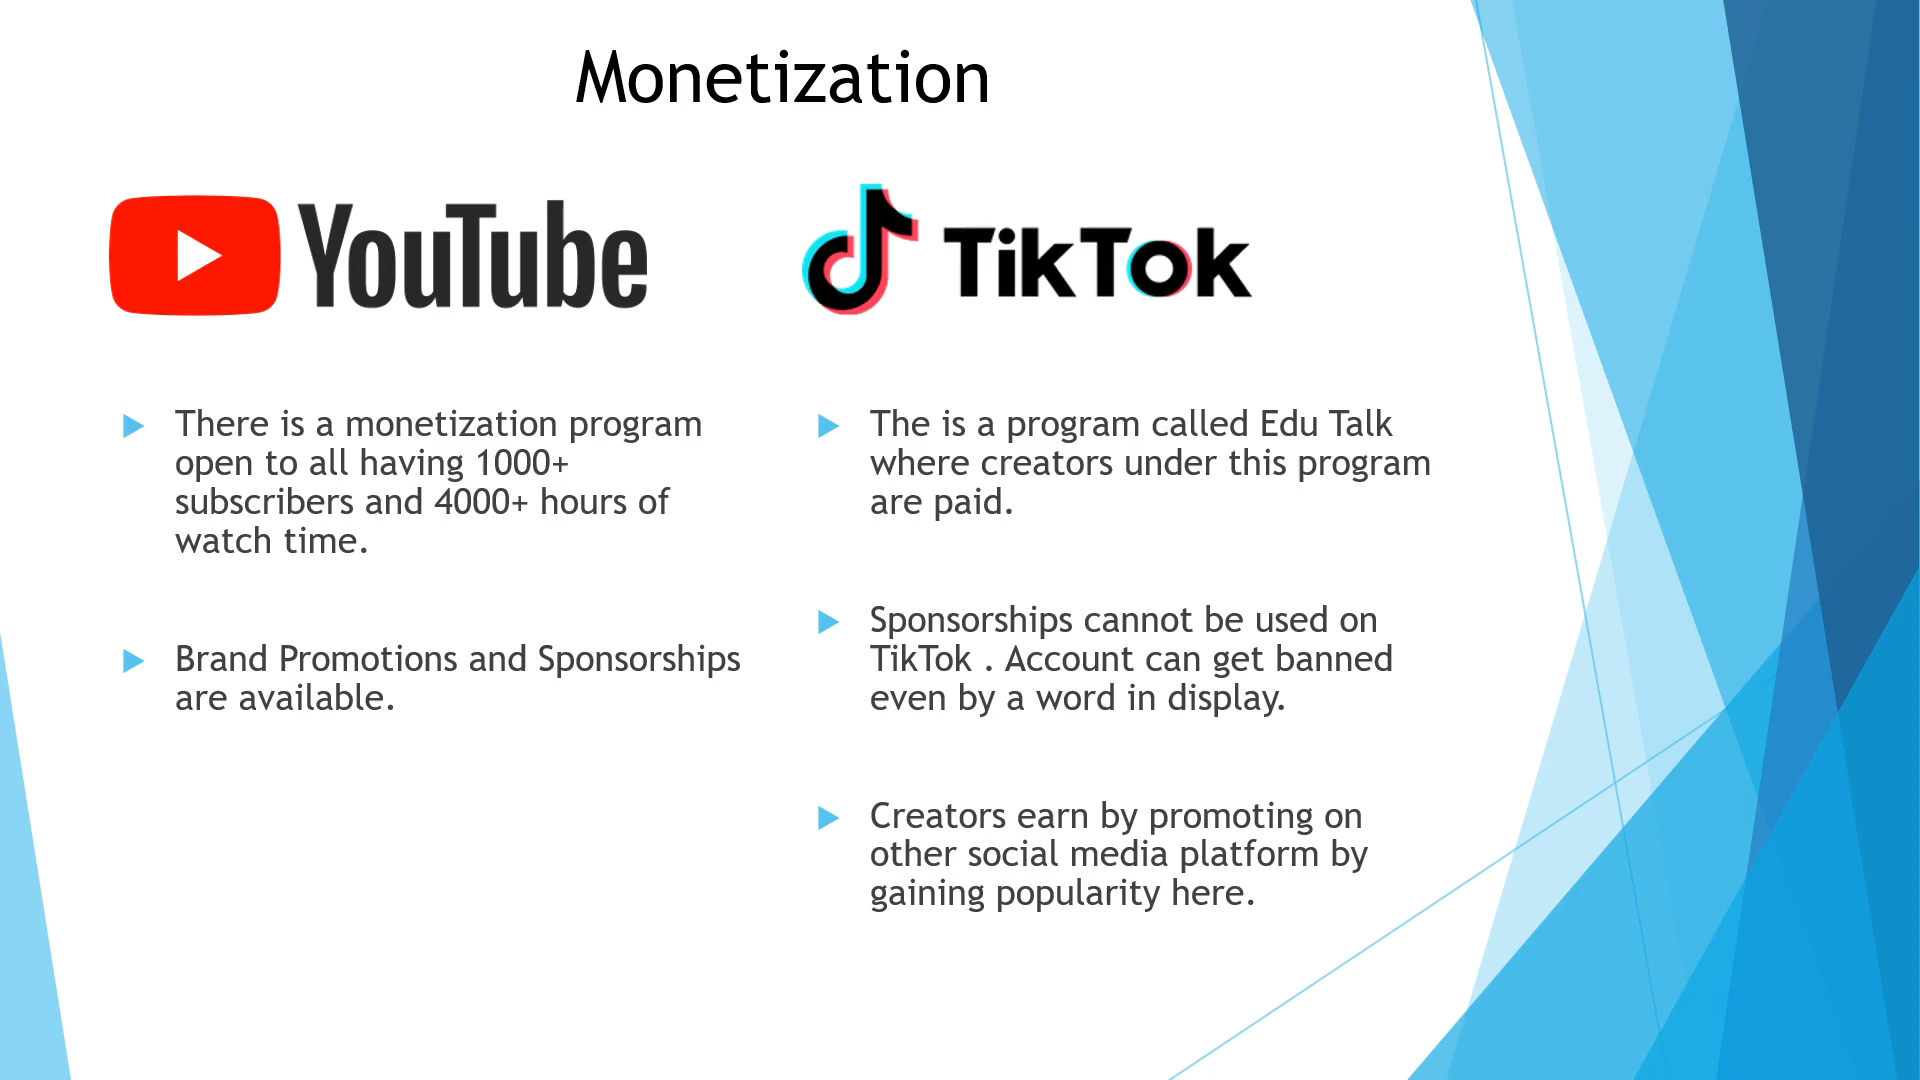 Monetization
YouTube
TikTok
There is a monetization program
open to all having 1000+
subscribers and 4000+ hours of
watch time.
Brand Promotions and Sponsorships
are available.
The is a program called Edu Talk
where creators under this program
are paid.
Sponsorships cannot be used on
TikTok . Account can get banned
even by a word in display.
Creators earn by promoting on
other social media platform by
gaining popularity here.